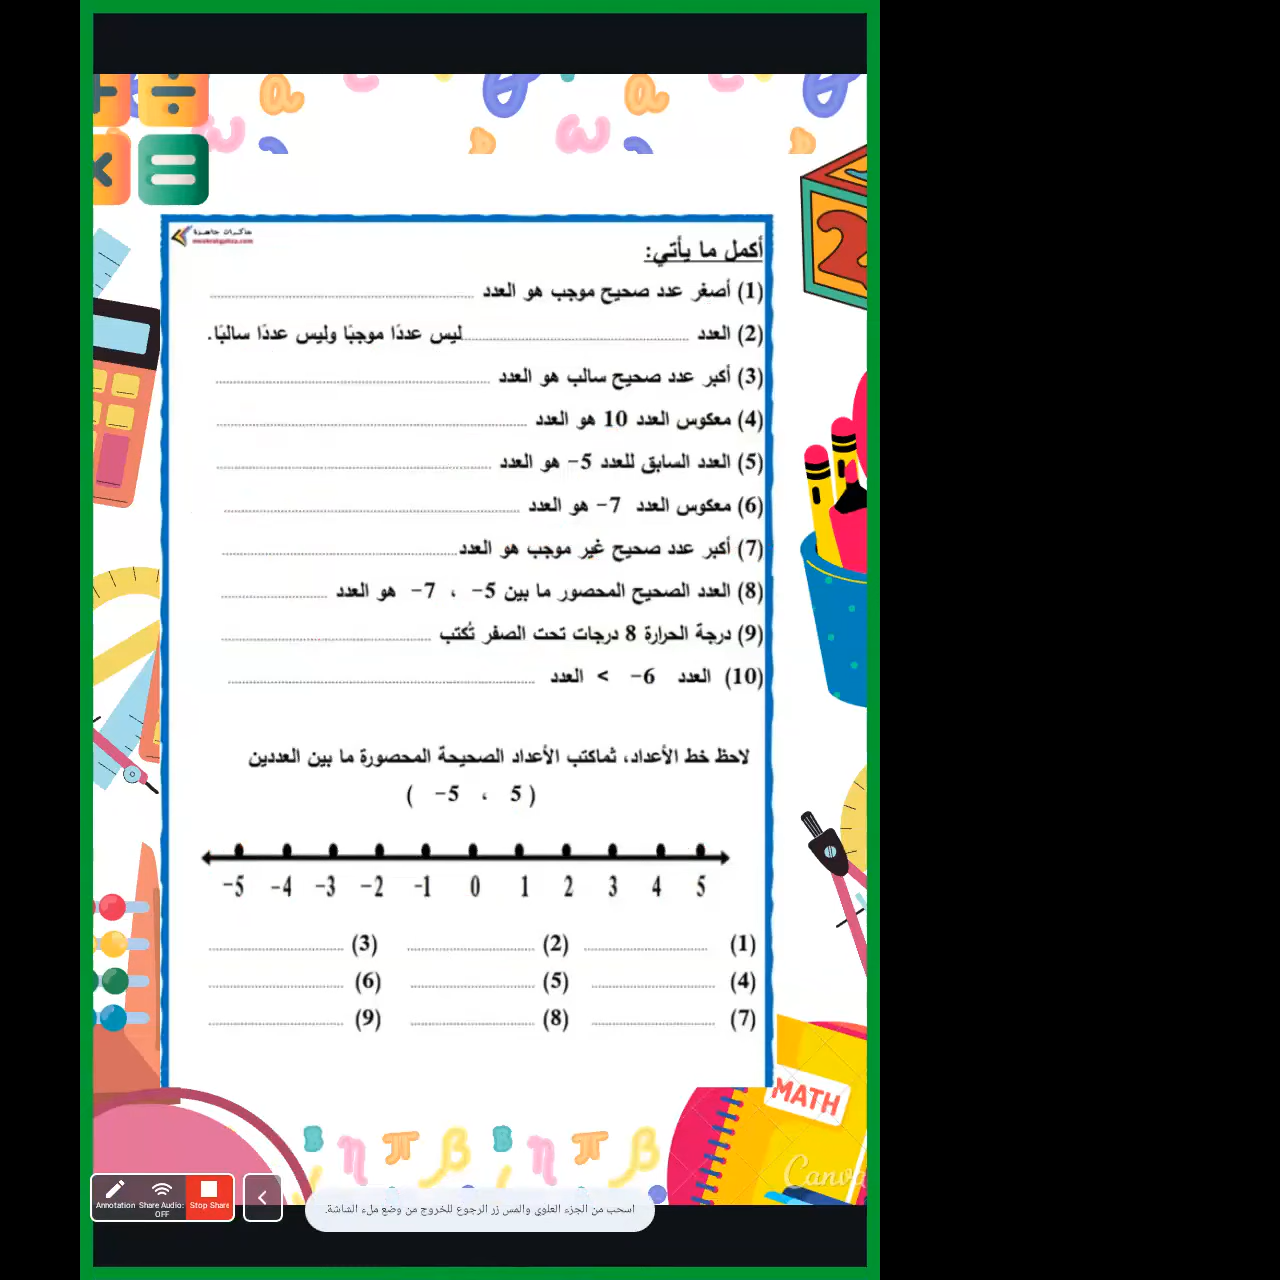 مذكرات جاهزة
أكمل ما يأتي:
(1) أصغر عدد صحيح موجب هو العدد ..........
(2) العدد ..........ليس عددًا موجبًا وليس عددًا سالبًا.
(3) أكبر عدد صحيح سالب هو العدد ..........
(4) معكوس العدد 10 هو العدد ..........
(5) العدد السابق للعدد 5− هو العدد ..........
(6) معكوس العدد 7− هو العدد ..........
(7) أكبر عدد صحيح غير موجب هو العدد..........
(8) العدد الصحيح المحصور ما بين 5− ، 7− هو العدد ..........
(9) درجة الحرارة 8 درجات تحت الصفر تُكتب ..........
(10) العدد 6− < العدد ..........
لاحظ خط الأعداد، ثماكتب الأعداد الصحيحة المحصورة ما بين العددين
( −5 ، 5 )
−5 −4 −3 −2 −1 0 1 2 3 4 5
(1) .......... (2) .......... (3) ..........
(4) .......... (5) .......... (6) ..........
(7) .......... (8) .......... (9) ..........
MATH
Canva
Annotation Share Audio: OFF Stop Share
اسحب من الجزء العلوي والمس زر الرجوع للخروج من وضع ملء الشاشة.